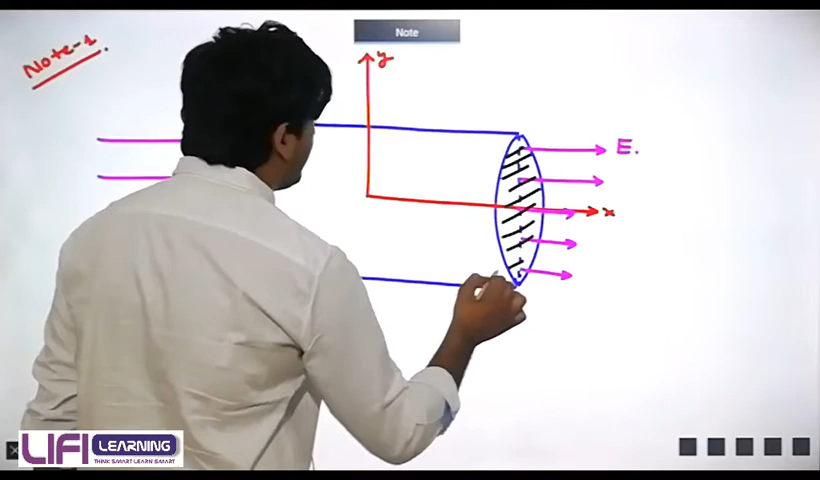 Note
Note-1
y
E.
x
LIFI LEARNING
THINK SMART LEARN SMART